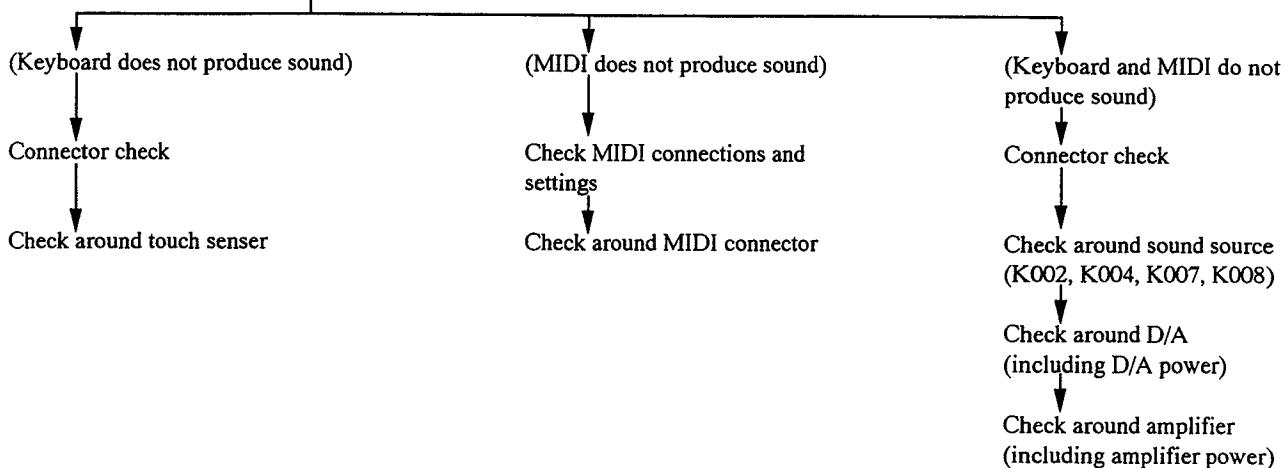 (Keyboard does not produce sound)
Connector check
Check around touch senser
(MIDI does not produce sound)
Check MIDI connections and
settings
Check around MIDI connector
(Keyboard and MIDI do not
produce sound)
Connector check
Check around sound source
(K002, K004, K007, K008)
Check around D/A
(including D/A power)
Check around amplifier
(including amplifier power)